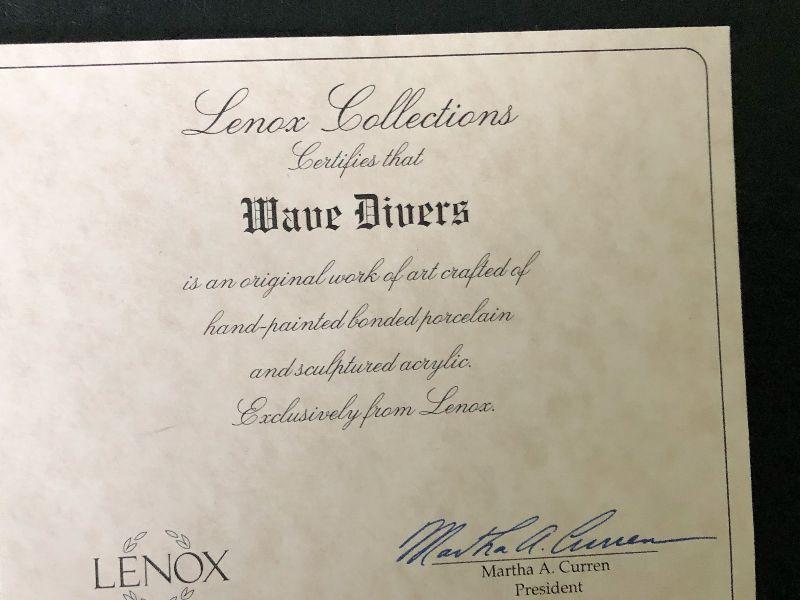 Lenox Collections
Certifies that
Wave Divers
is an original work of art crafted of
hand-painted bonded porcelain
and sculptured acrylic.
Exclusively from Lenox.
Martha A. Curren
LENOX
Martha A. Curren
President